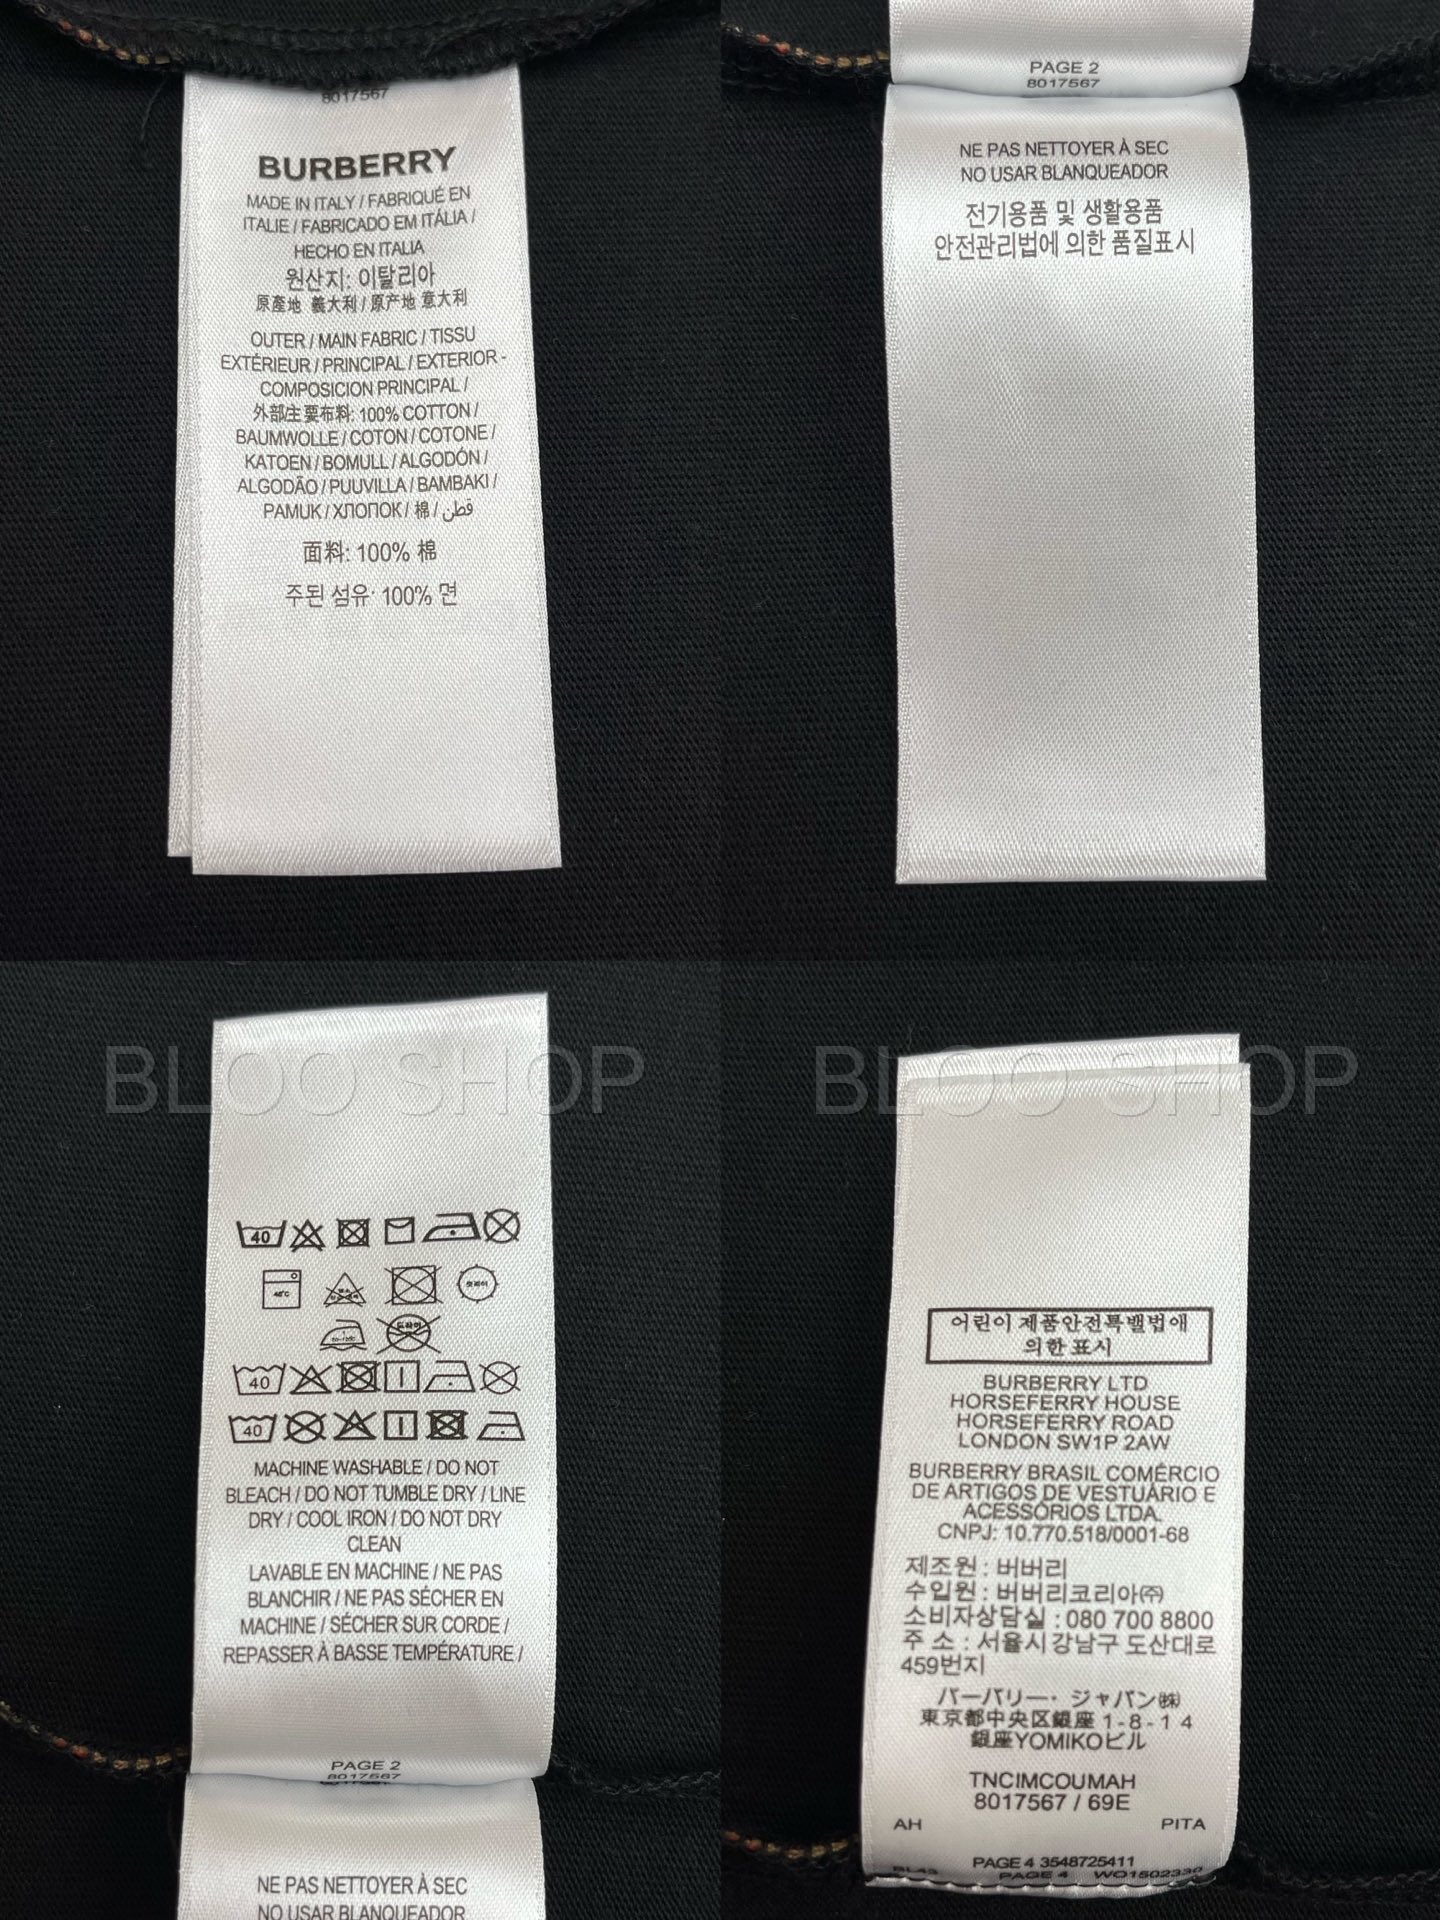 8017567
BURBERRY
MADE IN ITALY / FABRIQUÉ EN
ITALIE / FABRICADO EM ITÁLIA /
HECHO EN ITALIA
원산지: 이탈리아
原產地 義大利 / 原产地 意大利
OUTER / MAIN FABRIC / TISSU
EXTÉRIEUR / PRINCIPAL / EXTERIOR -
COMPOSICION PRINCIPAL /
外部主要布料: 100% COTTON /
BAUMWOLLE / COTON / COTONE /
KATOEN / BOMULL / ALGODÓN /
ALGODÃO / PUUVILLA / BAMBAKI /
PAMUK / ХЛОПОК / 棉 / قطن
面料: 100% 棉
주된 섬유: 100% 면
PAGE 2
8017567
NE PAS NETTOYER À SEC
NO USAR BLANQUEADOR
전기용품 및 생활용품
안전관리법에 의한 품질표시
BLOO SHOP
40
40°C
드라이
40
40
MACHINE WASHABLE / DO NOT
BLEACH / DO NOT TUMBLE DRY / LINE
DRY / COOL IRON / DO NOT DRY
CLEAN
LAVABLE EN MACHINE / NE PAS
BLANCHIR / NE PAS SÉCHER EN
MACHINE / SÉCHER SUR CORDE /
REPASSER À BASSE TEMPÉRATURE /
PAGE 2
8017567
NE PAS NETTOYER À SEC
NO USAR BLANQUEADOR
BLOO SHOP
어린이 제품안전특별법에
의한 표시
BURBERRY LTD
HORSEFERRY HOUSE
HORSEFERRY ROAD
LONDON SW1P 2AW
BURBERRY BRASIL COMÉRCIO
DE ARTIGOS DE VESTUÁRIO E
ACESSÓRIOS LTDA.
CNPJ: 10.770.518/0001-68
제조원 : 버버리
수입원 : 버버리코리아㈜
소비자상담실 : 080 700 8800
주 소 : 서울시 강남구 도산대로
459번지
バーバリー・ジャパン㈱
東京都中央区銀座 1 - 8 - 1 4
銀座YOMIKOビル
TNCIMCOUMAH
8017567 / 69E
AH PITA
PAGE 4 3548725411
PAGE 4 WO1502330